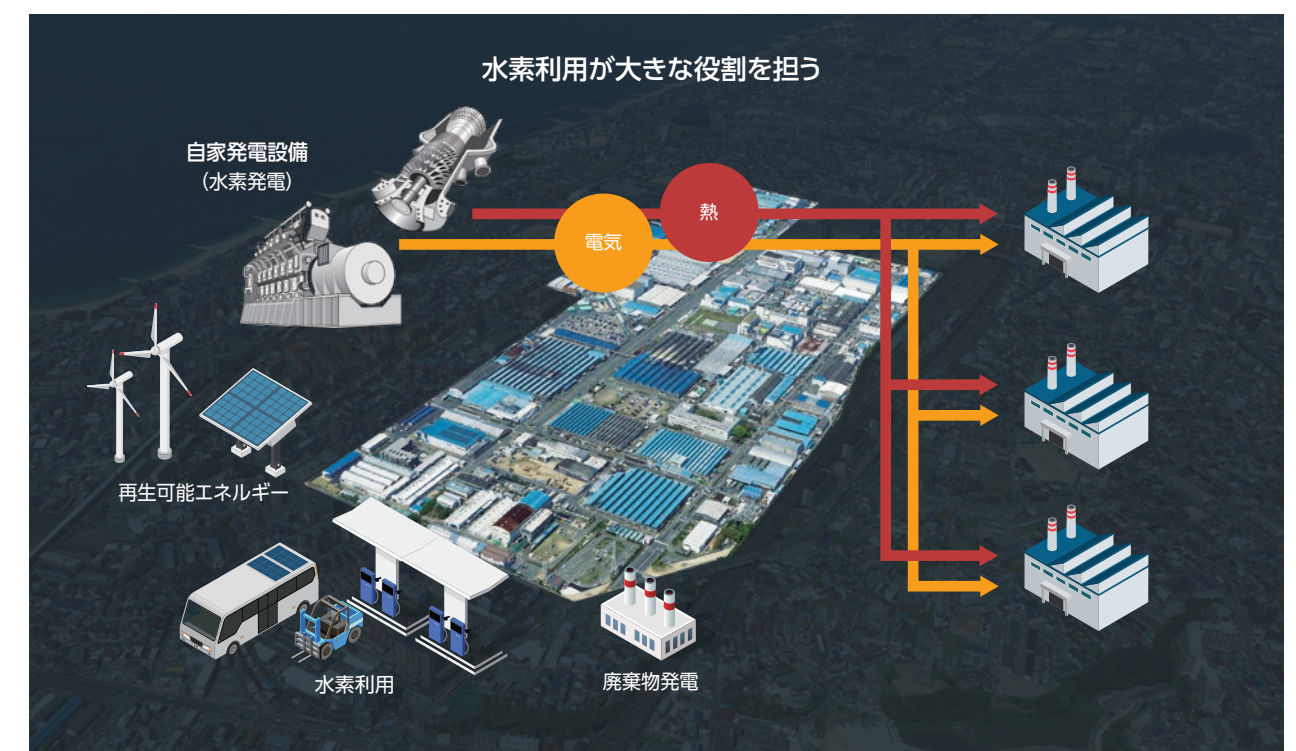 水素利用が大きな役割を担う
自家発電設備
（水素発電）
熱
電気
再生可能エネルギー
水素利用
廃棄物発電